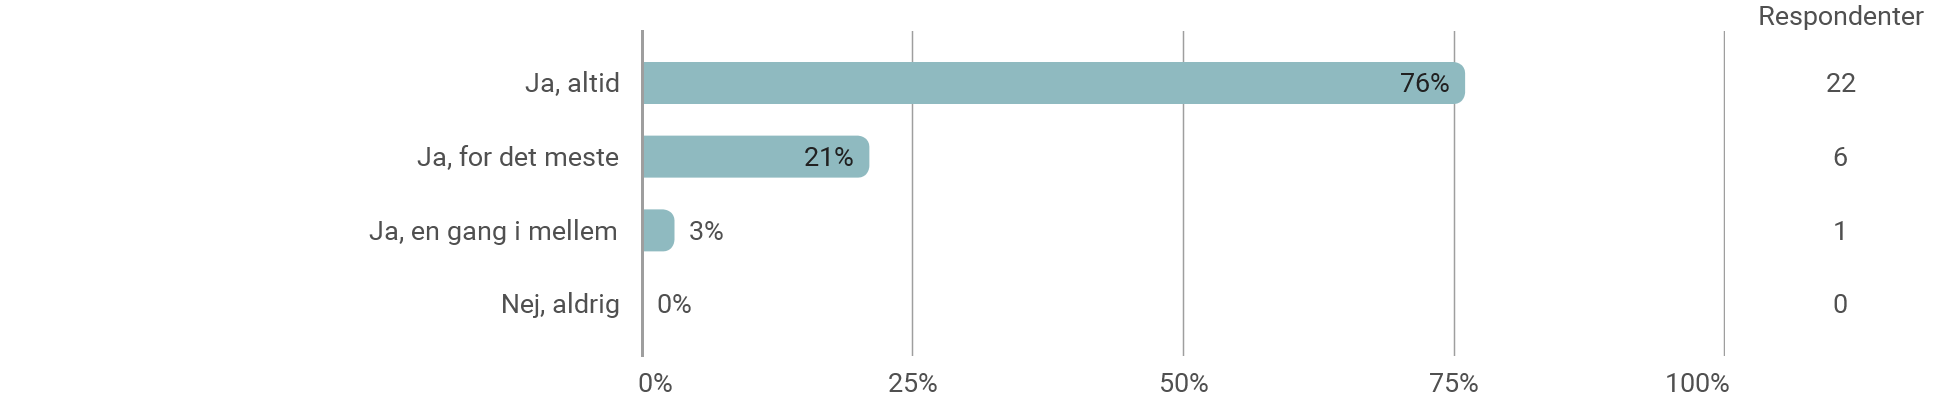 Respondenter
Ja, altid 76% 22
Ja, for det meste 21% 6
Ja, en gang i mellem 3% 1
Nej, aldrig 0% 0
0% 25% 50% 75% 100%